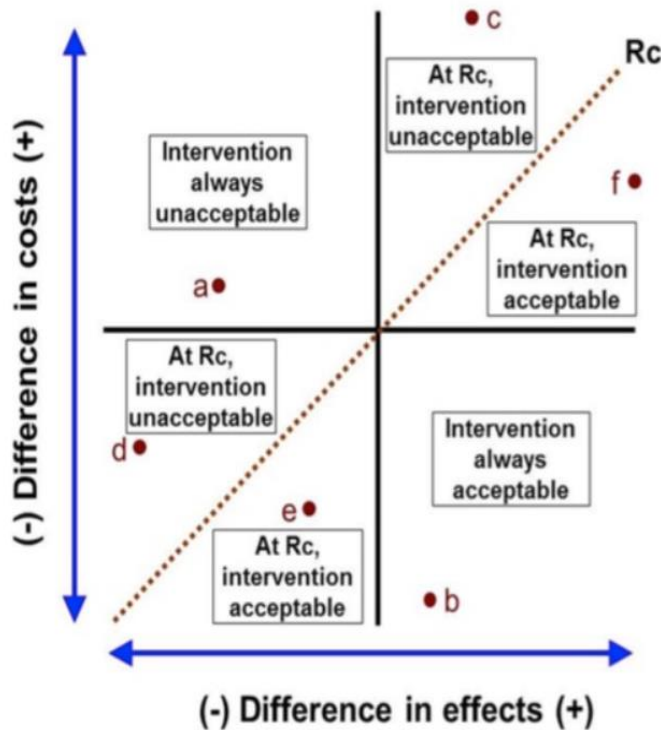 c
Rc
At Rc,
intervention
unacceptable
Intervention
always
unacceptable
f
At Rc,
intervention
acceptable
a
At Rc,
intervention
unacceptable
Intervention
always
acceptable
d
e
At Rc,
intervention
acceptable
b
(-) Difference in costs (+)
(-) Difference in effects (+)